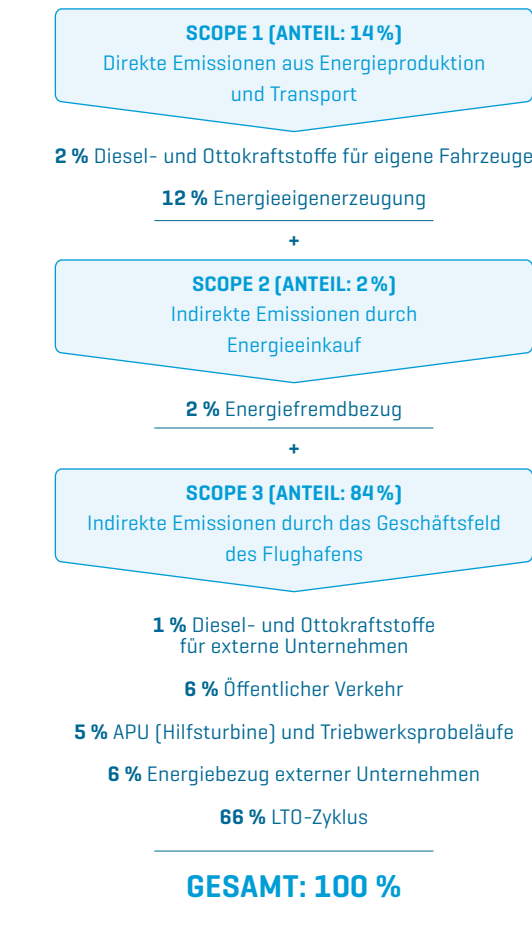 SCOPE 1 (ANTEIL: 14 %)
Direkte Emissionen aus Energieproduktion
und Transport
2 % Diesel- und Ottokraftstoffe für eigene Fahrzeuge
12 % Energieeigenerzeugung
+
SCOPE 2 (ANTEIL: 2 %)
Indirekte Emissionen durch
Energieeinkauf
2 % Energiefremdbezug
+
SCOPE 3 (ANTEIL: 84 %)
Indirekte Emissionen durch das Geschäftsfeld
des Flughafens
1 % Diesel- und Ottokraftstoffe
für externe Unternehmen
6 % Öffentlicher Verkehr
5 % APU (Hilfsturbine) und Triebwerksprobeläufe
6 % Energiebezug externer Unternehmen
66 % LTO-Zyklus
GESAMT: 100 %